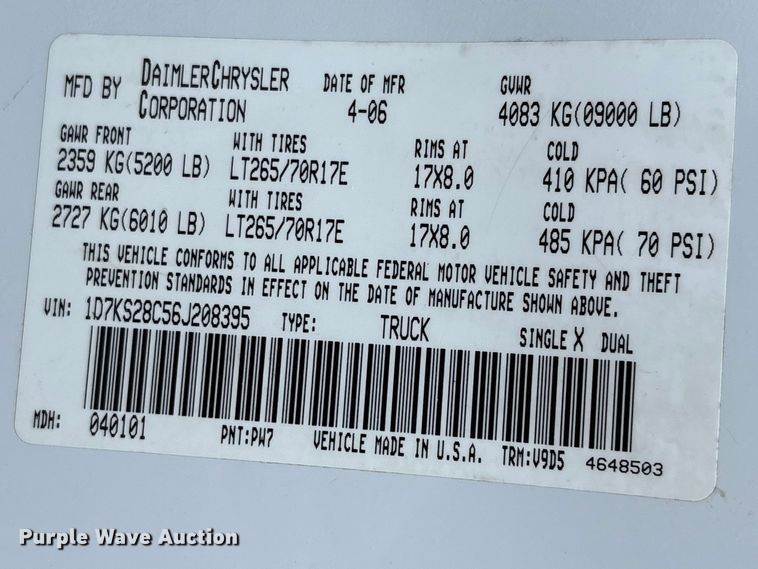 MFD BY DAIMLERCHRYSLER CORPORATION DATE OF MFR 4-06 GVWR 4083 KG(09000 LB)
GAWR FRONT WITH TIRES RIMS AT COLD
2359 KG(5200 LB) LT265/70R17E 17X8.0 410 KPA( 60 PSI)
GAWR REAR WITH TIRES RIMS AT COLD
2727 KG(6010 LB) LT265/70R17E 17X8.0 485 KPA( 70 PSI)
THIS VEHICLE CONFORMS TO ALL APPLICABLE FEDERAL MOTOR VEHICLE SAFETY AND THEFT
PREVENTION STANDARDS IN EFFECT ON THE DATE OF MANUFACTURE SHOWN ABOVE.
VIN: 1D7KS28C56J208395 TYPE: TRUCK SINGLE X DUAL
MDH: 040101 PNT:PW7 VEHICLE MADE IN U.S.A. TRM:V9D5 4648503
Purple Wave Auction